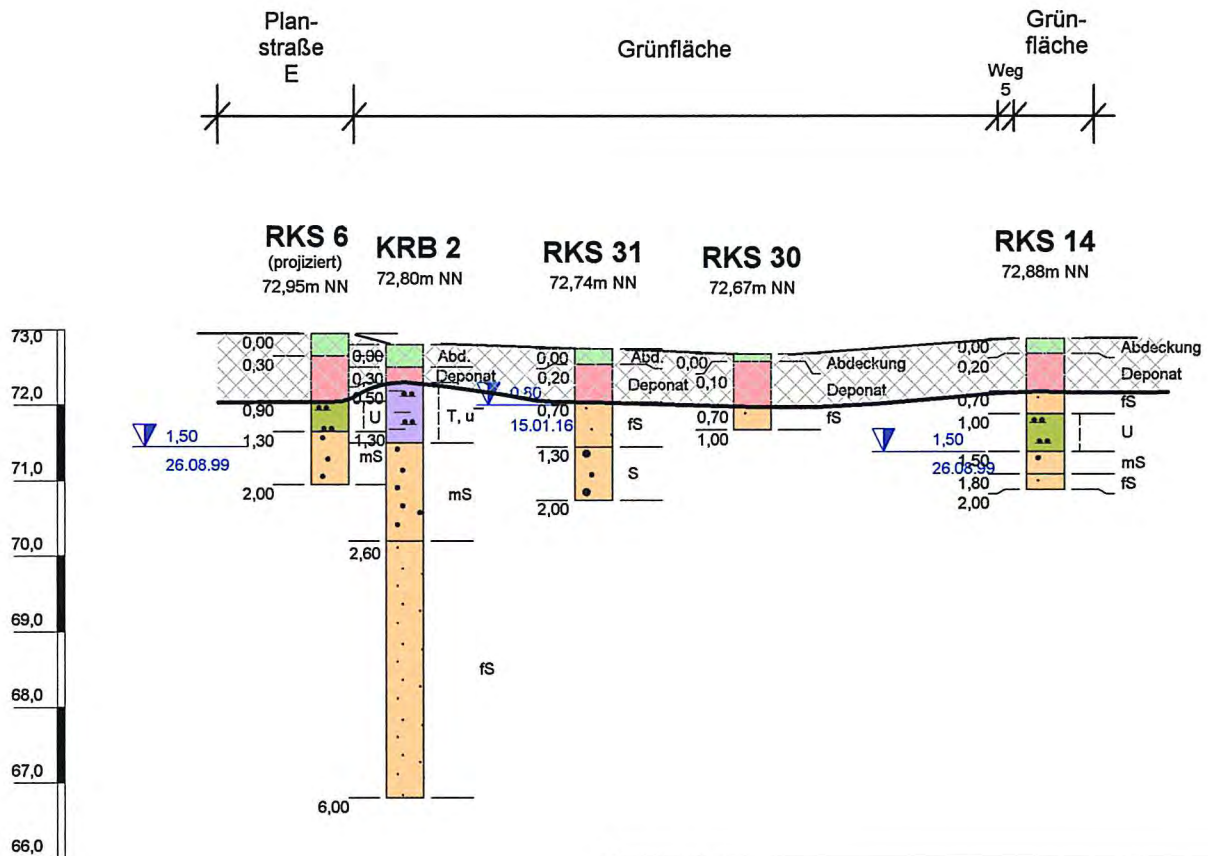 Plan-
straße
E
Grünfläche
Weg
5
Grün-
fläche
RKS 6
(projiziert)
72,95m NN
KRB 2
72,80m NN
RKS 31
72,74m NN
RKS 30
72,67m NN
RKS 14
72,88m NN
73,0
72,0
71,0
70,0
69,0
68,0
67,0
66,0
0,00
0,30
0,90
1,30
2,00
U
mS
1,50
26.08.99
0,00
0,30
0,50
1,30
2,60
6,00
Abd.
Deponat
T, u
mS
fS
0,60
15.01.16
0,00
0,20
0,70
1,30
2,00
Abd.
Deponat
fS
S
0,00
0,10
0,70
1,00
Abdeckung
Deponat
fS
1,50
26.08.99
0,00
0,20
0,70
1,00
1,50
1,80
2,00
Abdeckung
Deponat
fS
U
mS
fS